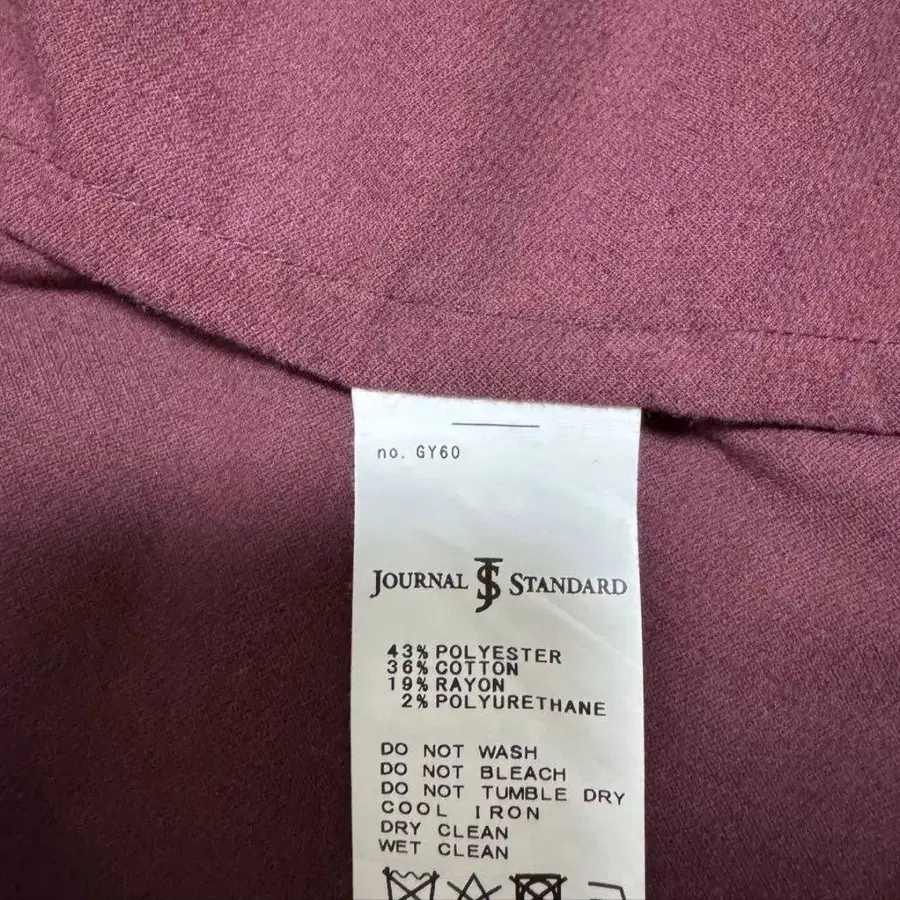 no. GY60
JOURNAL JS STANDARD
43% POLYESTER
36% COTTON
19% RAYON
2% POLYURETHANE
DO NOT WASH
DO NOT BLEACH
DO NOT TUMBLE DRY
COOL IRON
DRY CLEAN
WET CLEAN